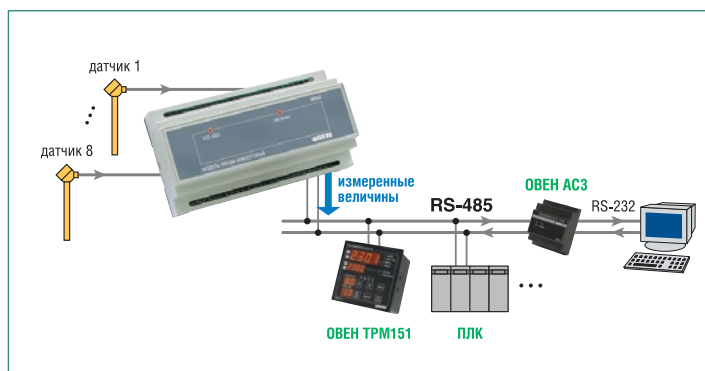 датчик 1
датчик 8
измеренные
величины
RS-485
ОВЕН АС3
RS-232
ОВЕН ТРМ151
ПЛК